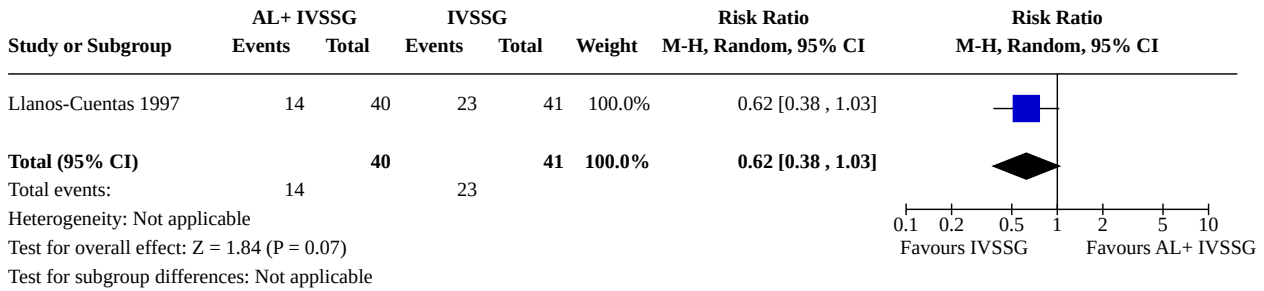 AL+ IVSSG IVSSG Risk Ratio Risk Ratio
Study or Subgroup Events Total Events Total Weight M-H, Random, 95% CI M-H, Random, 95% CI
Llanos-Cuentas 1997 14 40 23 41 100.0% 0.62 [0.38 , 1.03]
Total (95% CI) 40 41 100.0% 0.62 [0.38 , 1.03]
Total events: 14 23
Heterogeneity: Not applicable
0.1 0.2 0.5 1 2 5 10
Test for overall effect: Z = 1.84 (P = 0.07) Favours IVSSG Favours AL+ IVSSG
Test for subgroup differences: Not applicable